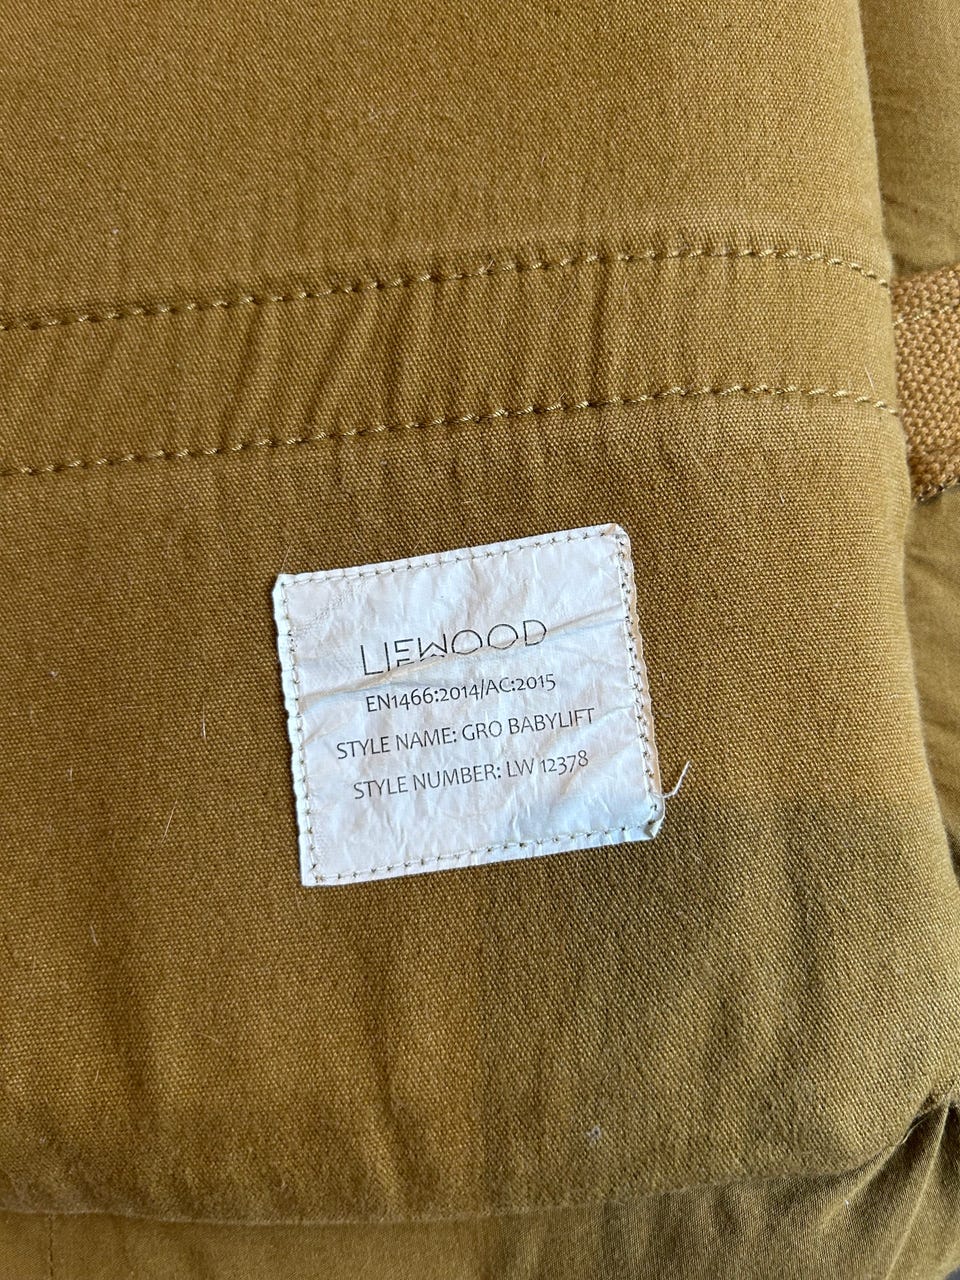 LIEWOOD
EN1466:2014/AC:2015
STYLE NAME: GRO BABYLIFT
STYLE NUMBER: LW 12378